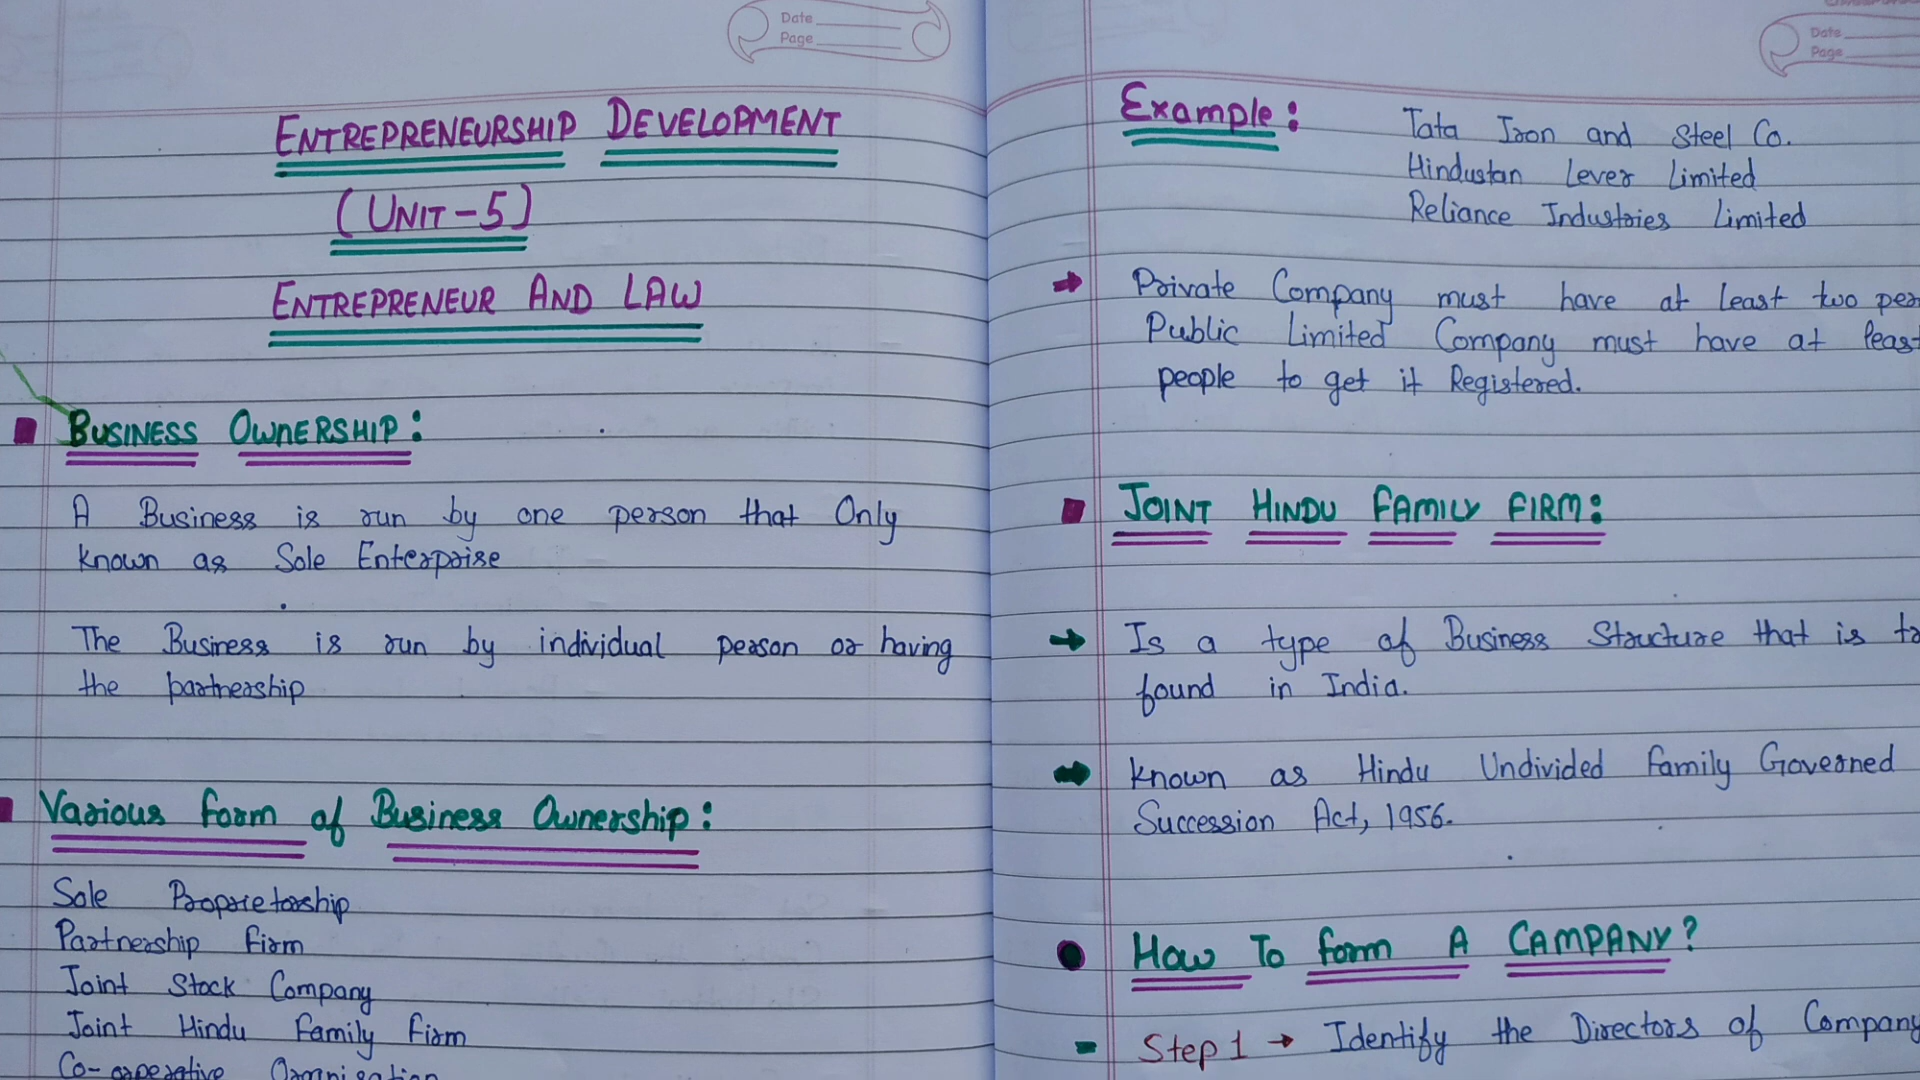 Date
Page
ENTREPRENEURSHIP DEVELOPMENT
(UNIT-5)
ENTREPRENEUR AND LAW
BUSINESS OWNERSHIP:
A Business is run by one person that Only
known as Sole Enterprise
The Business is run by individual person or having
the partnership
Various form of Business Ownership:
Sole Proprietorship
Partnership firm
Joint Stock Company
Joint Hindu family firm
Co-operative
Date
Page
Example:
Tata Iron and Steel Co.
Hindustan Lever Limited
Reliance Industries Limited
Private Company must have at least two
Public Limited Company must have at
people to get it Registered.
JOINT HINDU FAMILY FIRM:
Is a type of Business Structure that is
found in India.
known as Hindu Undivided family Governed
Succession Act, 1956.
HOW TO form A CAMPANY?
Step 1 → Identify the Directors of Company